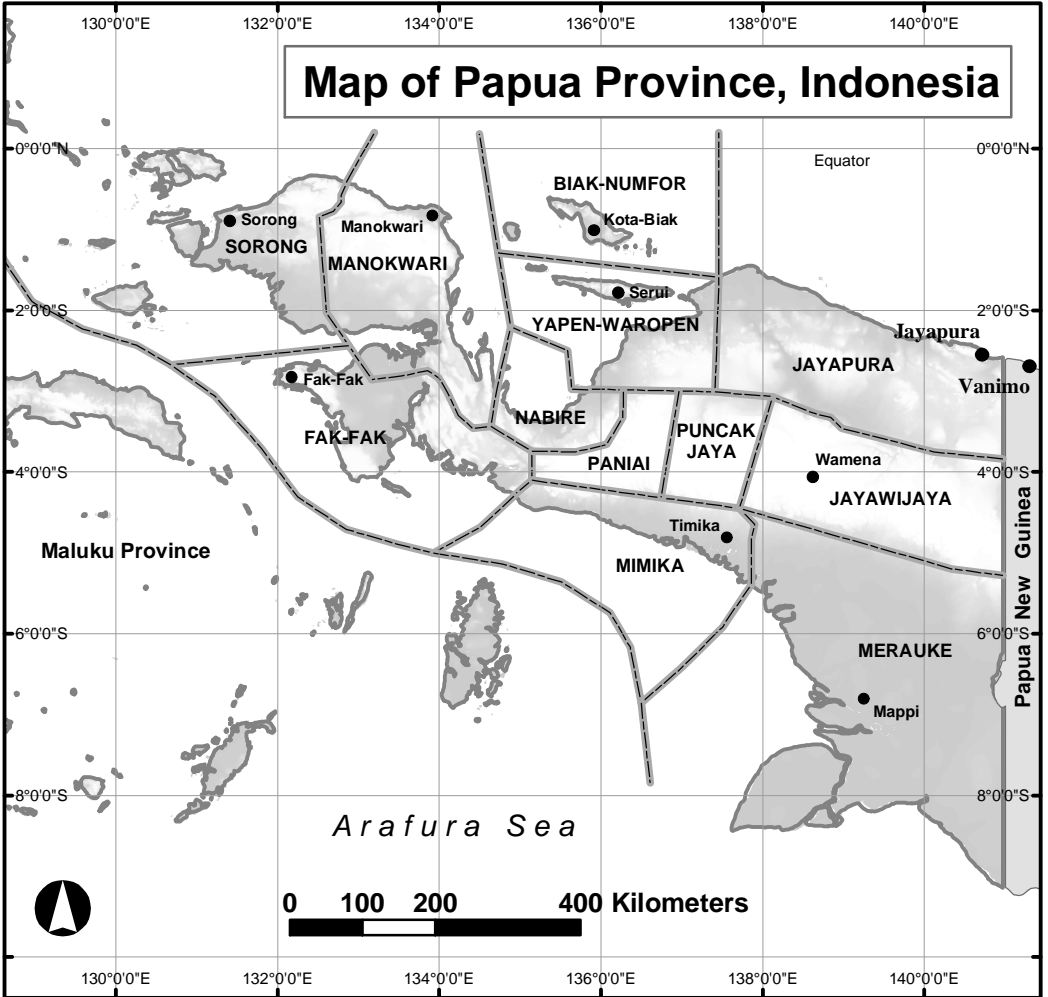 130°0'0"E 132°0'0"E 134°0'0"E 136°0'0"E 138°0'0"E 140°0'0"E
Map of Papua Province, Indonesia
0°0'0"N 0°0'0"
Equator
BIAK-NUMFOR
Sorong
Manokwari
Kota-Biak
SORONG
MANOKWARI
Serui
2°0'0"S 2°0'0"S
YAPEN-WAROPEN
Jayapura
JAYAPURA
Vanimo
Fak-Fak
NABIRE
FAK-FAK
PUNCAK
JAYA
PANIAI
Wamena
4°0'0"S 4°0'0"S
JAYAWIJAYA
Timika
Maluku Province
MIMIKA
Papua New Guinea
6°0'0"S 6°0'0"S
MERAUKE
Mappi
8°0'0"S 8°0'0"S
Arafura Sea
0 100 200 400 Kilometers
130°0'0"E 132°0'0"E 134°0'0"E 136°0'0"E 138°0'0"E 140°0'0"E